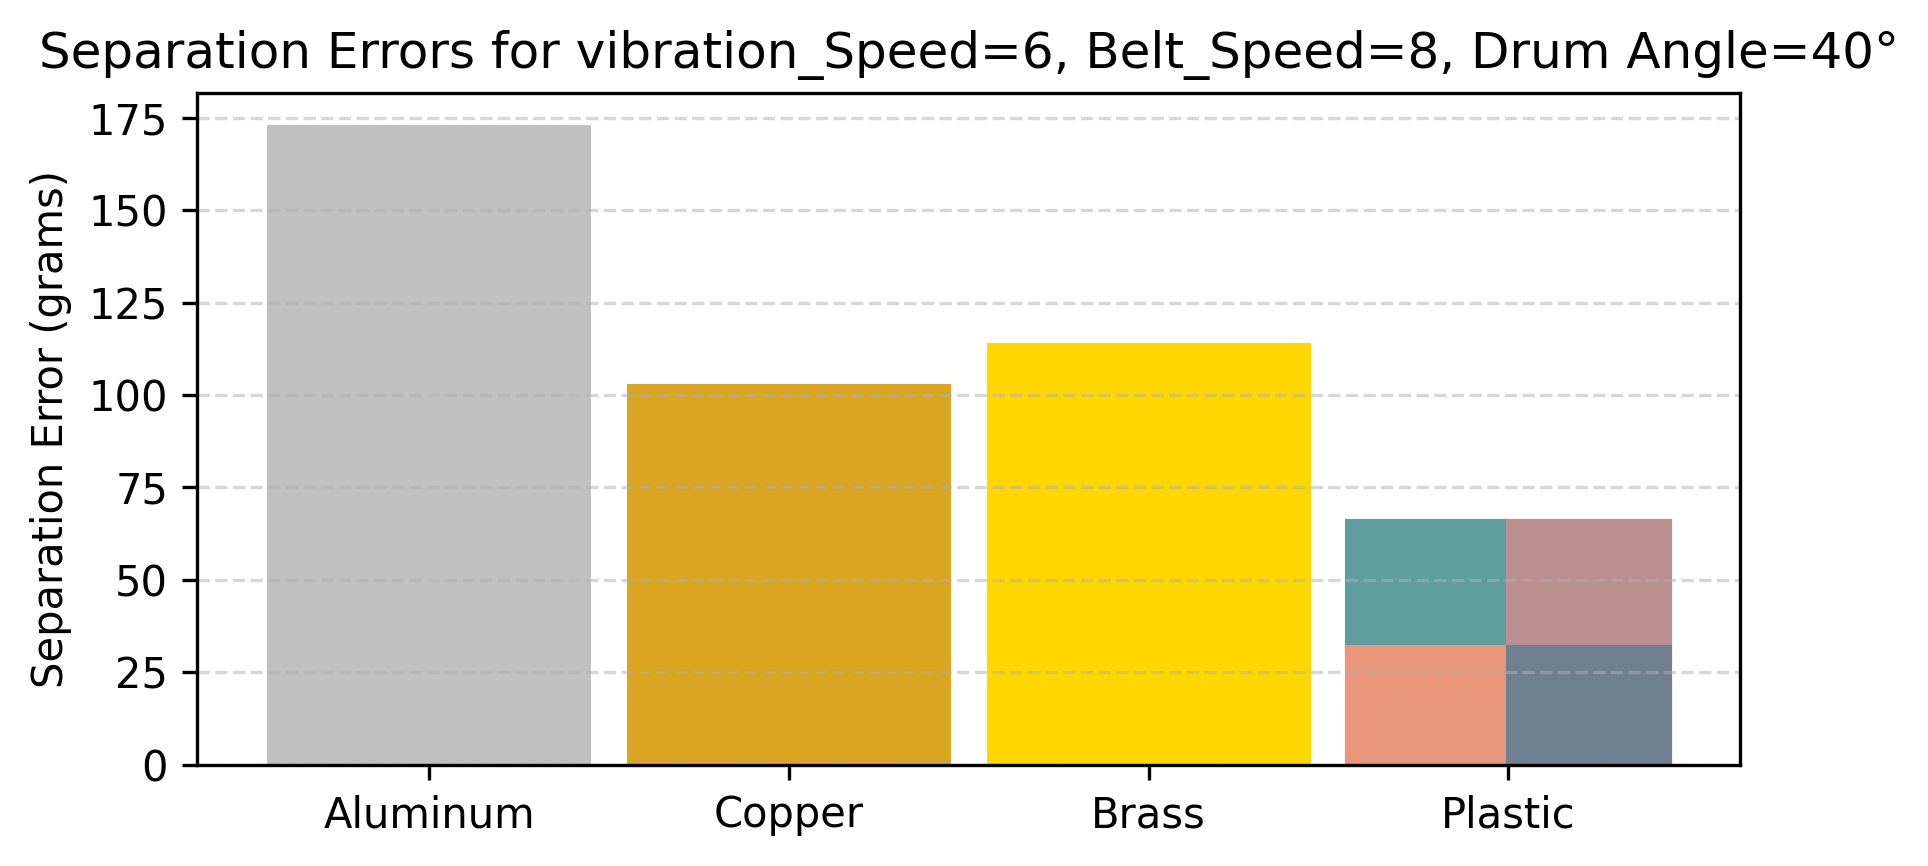 Separation Errors for vibration_Speed=6, Belt_Speed=8, Drum Angle=40°
Separation Error (grams)
175
150
125
100
75
50
25
0
Aluminum Copper Brass Plastic